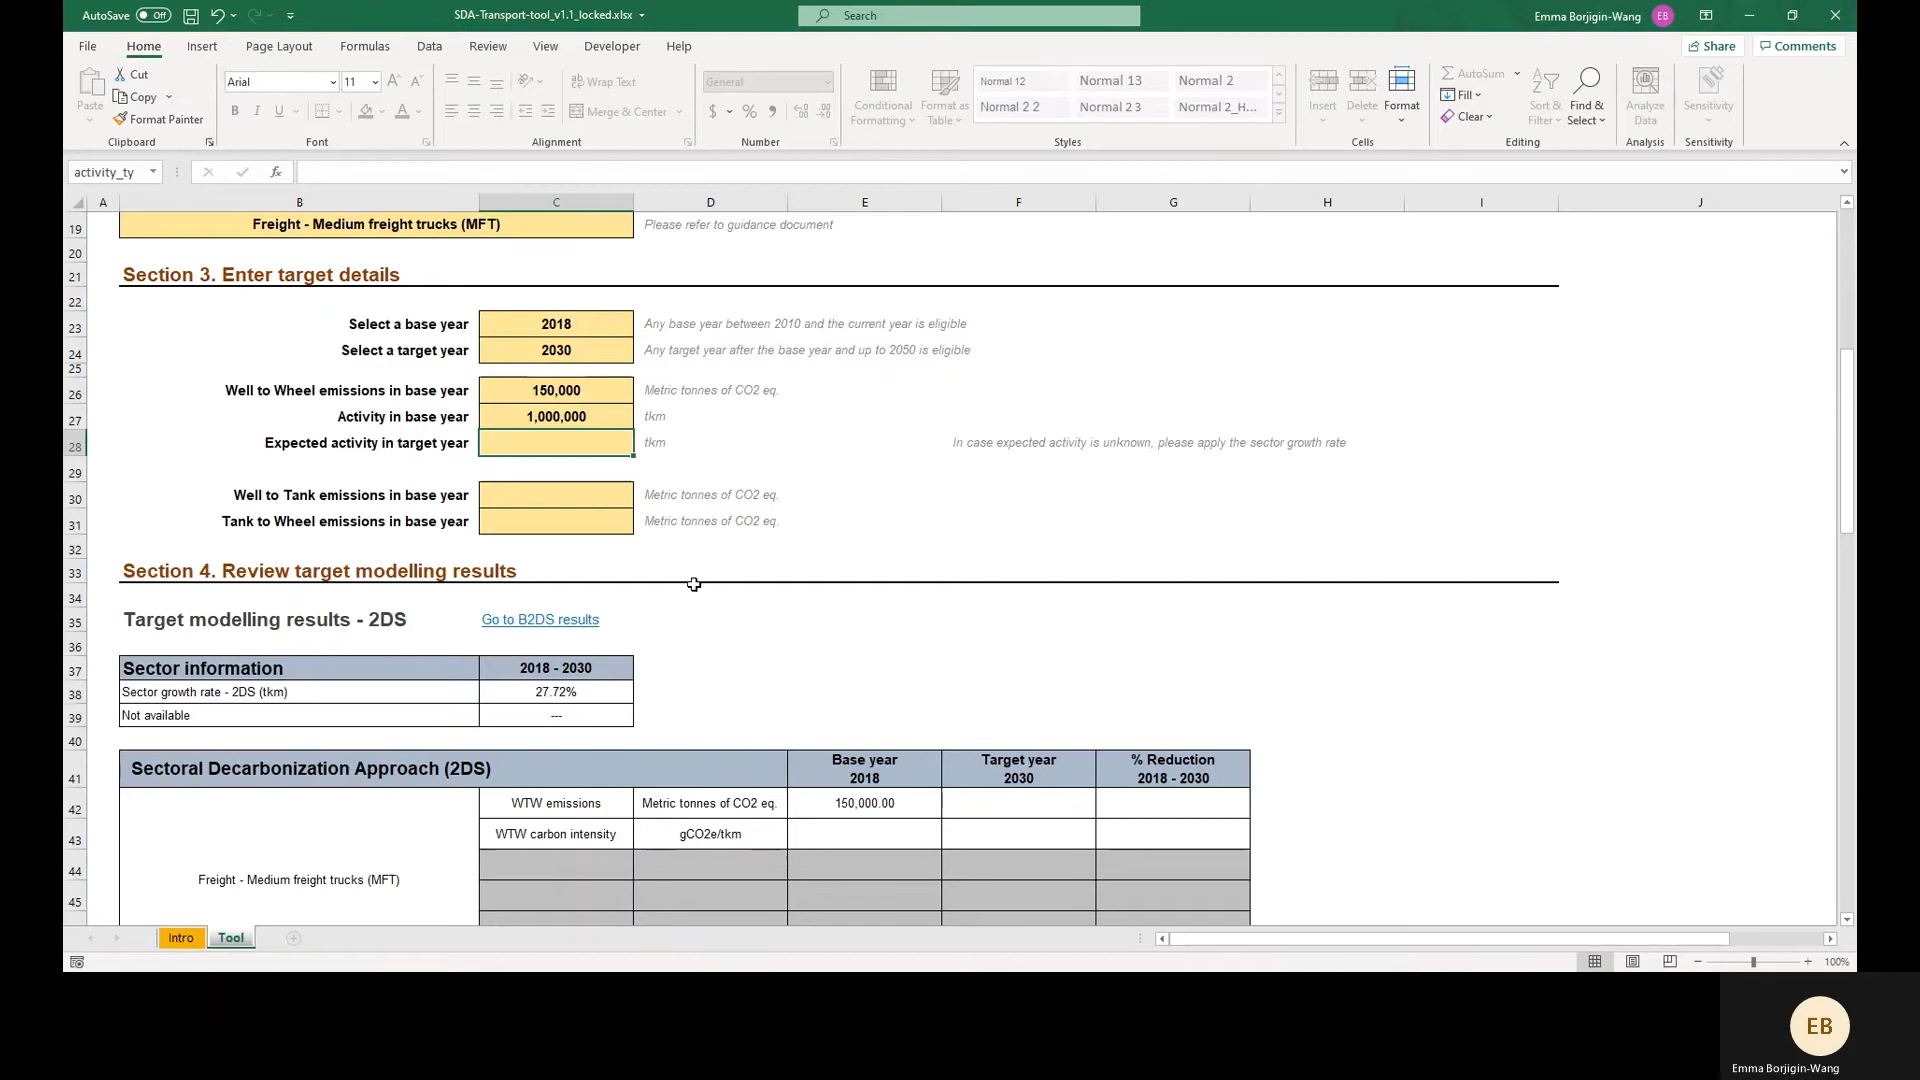 AutoSave Off SDA-Transport-tool_v1.1_locked.xlsx Search Emma Borjigin-Wang EB
File Home Insert Page Layout Formulas Data Review View Developer Help Share Comments
Paste Cut Copy Format Painter Clipboard
Arial 11 A A B I U A Font
ab Wrap Text Merge & Center Alignment
General $ % Number
Conditional Formatting Format as Table Normal 12 Normal 13 Normal 2 Normal 2 2 Normal 2 3 Normal 2_H... Styles
Insert Delete Format Cells
AutoSum Fill Clear Sort & Filter Find & Select Editing
Analyze Data Analysis
Sensitivity Sensitivity
activity_ty fx
A B C D E F G H I J
19 Freight - Medium freight trucks (MFT) Please refer to guidance document
20
21 Section 3. Enter target details
22
23 Select a base year 2018 Any base year between 2010 and the current year is eligible
24 Select a target year 2030 Any target year after the base year and up to 2050 is eligible
25
26 Well to Wheel emissions in base year 150,000 Metric tonnes of CO2 eq.
27 Activity in base year 1,000,000 tkm
28 Expected activity in target year tkm In case expected activity is unknown, please apply the sector growth rate
29
30 Well to Tank emissions in base year Metric tonnes of CO2 eq.
31 Tank to Wheel emissions in base year Metric tonnes of CO2 eq.
32
33 Section 4. Review target modelling results
34
35 Target modelling results - 2DS Go to B2DS results
36
37 Sector information 2018 - 2030
38 Sector growth rate - 2DS (tkm) 27.72%
39 Not available ---
40
41 Sectoral Decarbonization Approach (2DS) Base year 2018 Target year 2030 % Reduction 2018 - 2030
42 WTW emissions Metric tonnes of CO2 eq. 150,000.00
43 WTW carbon intensity gCO2e/tkm
44
Freight - Medium freight trucks (MFT)
45
Intro Tool
100%
EB
Emma Borjigin-Wang